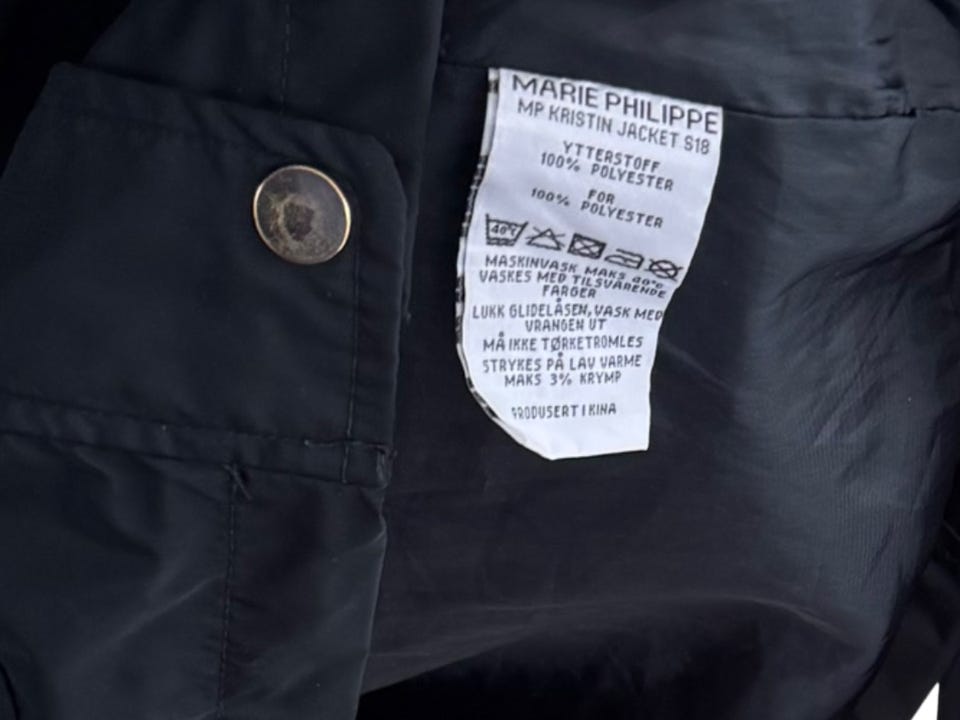 MARIE PHILIPPE
MP KRISTIN JACKET S18
YTTERSTOFF
100% POLYESTER
FOR
100% POLYESTER
40°C
MASKINVASK MAKS 40°C.
VASKES MED TILSVARENDE
FARGER
LUKK GLIDELÅSEN, VASK MED
VRANGEN UT
MÅ IKKE TØRKETROMLES
STRYKES PÅ LAV VARME
MAKS 3% KRYMP
PRODUSERT I KINA